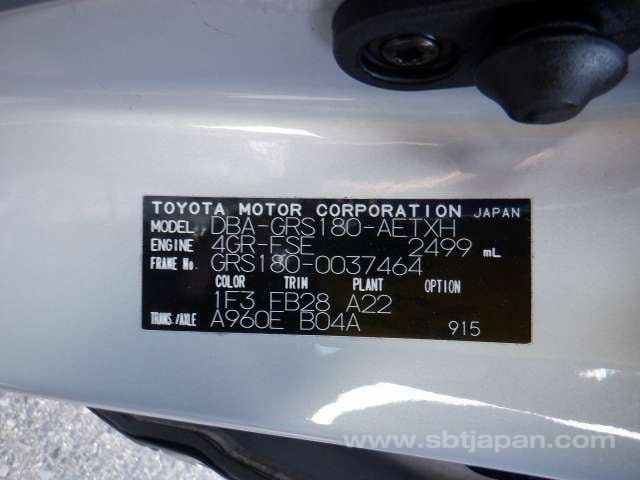 TOYOTA MOTOR CORPORATION JAPAN
MODEL DBA-GRS180-AETXH
ENGINE 4GR-FSE 2499 mL
FRAME No. GRS180-0037464
COLOR TRIM PLANT OPTION
1F3 FB28 A22
TRANS./AXLE A960E B04A 915
www.sbtjapan.com